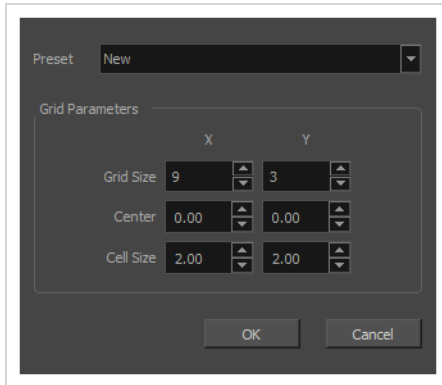 Preset New
Grid Parameters
X Y
Grid Size 9 3
Center 0.00 0.00
Cell Size 2.00 2.00
OK Cancel